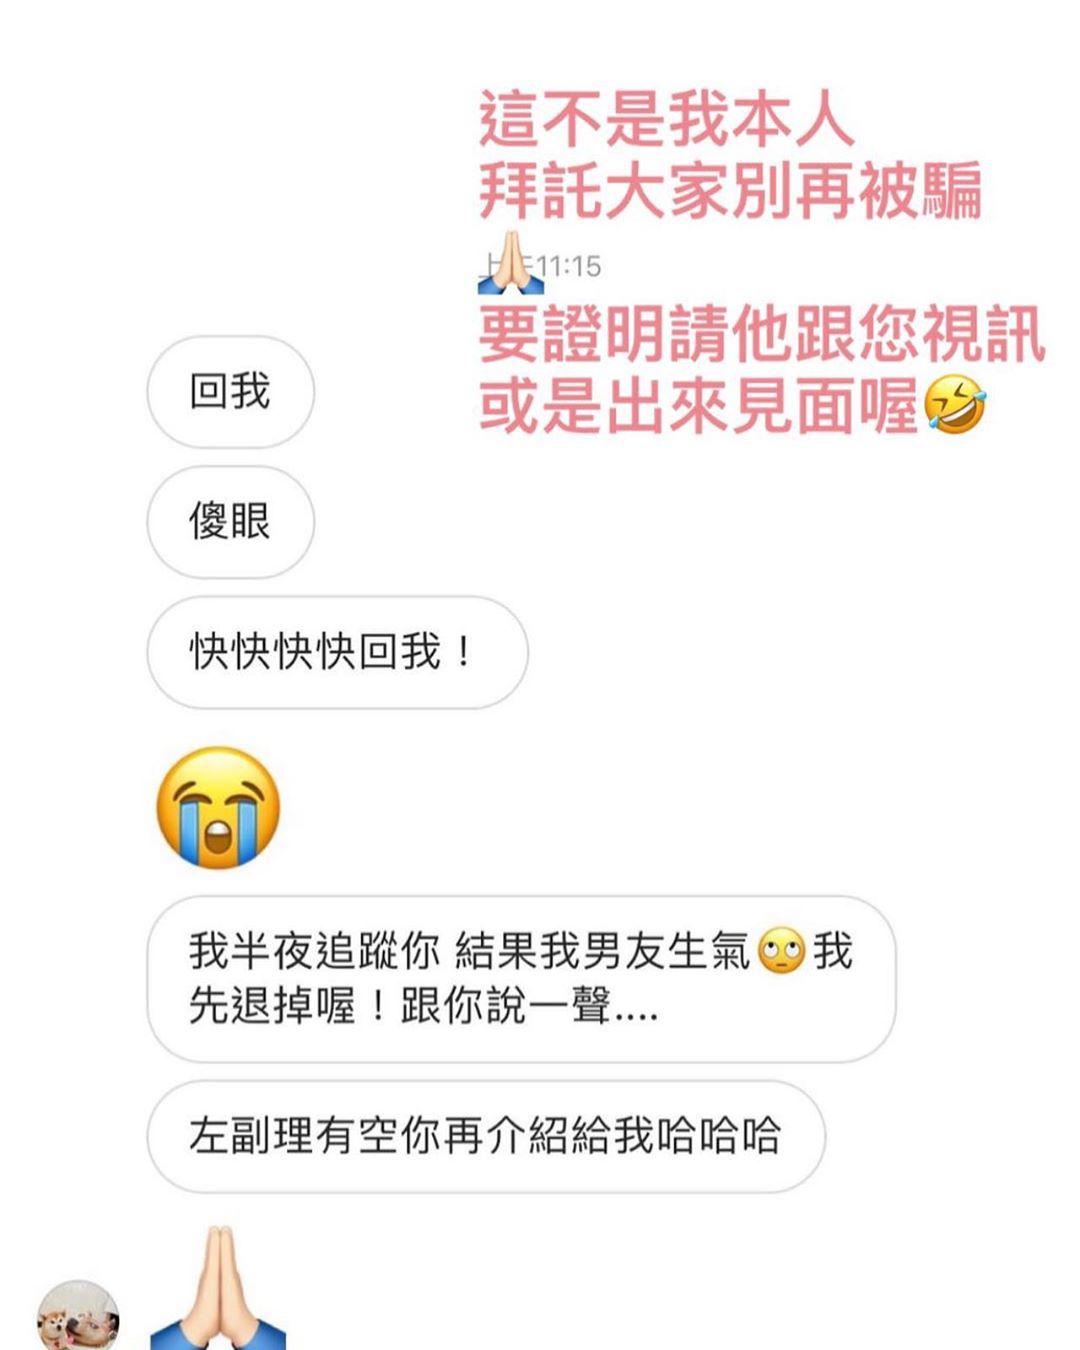 這不是我本人
拜託大家別再被騙
🙏🏻
上午11:15
要證明請他跟您視訊
或是出來見面喔🤣
回我
傻眼
快快快快回我！
😭
我半夜追蹤你 結果我男友生氣🙄我
先退掉喔！跟你說一聲....
左副理有空你再介紹給我哈哈哈
🙏🏻